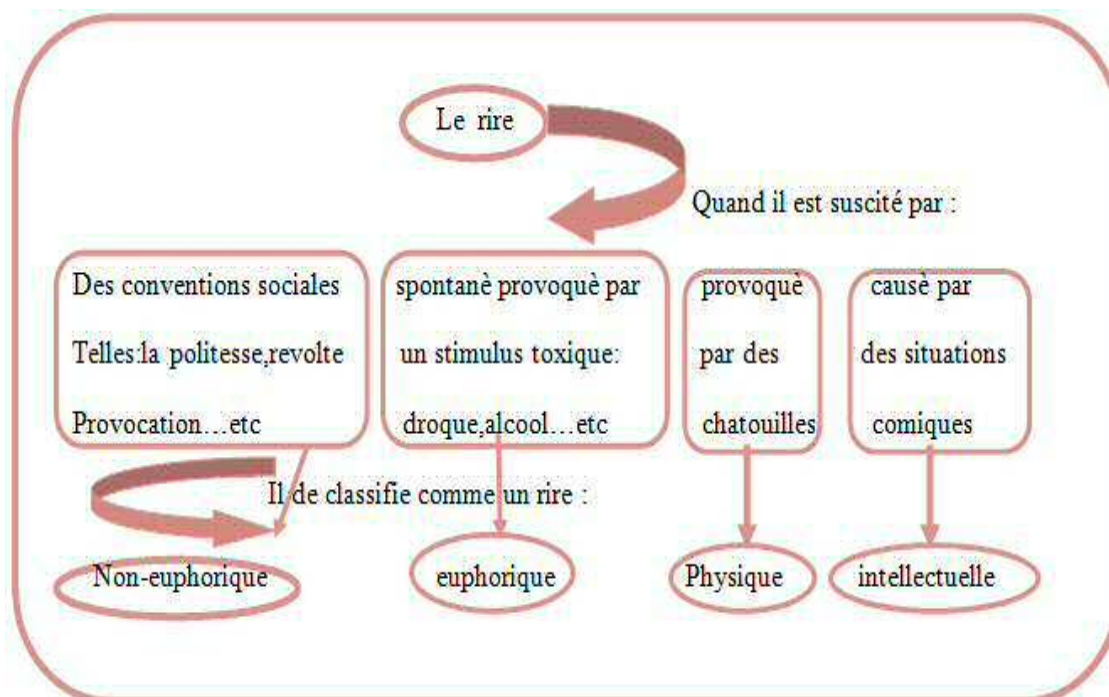 Le rire
Quand il est suscité par :
Des conventions sociales
Telles:la politesse,revolte
Provocation...etc
spontanè provoquè par
un stimulus toxique:
droque,alcool...etc
provoquè
par des
chatouilles
causè par
des situations
comiques
Il de classifie comme un rire :
Non-euphorique
euphorique
Physique
intellectuelle